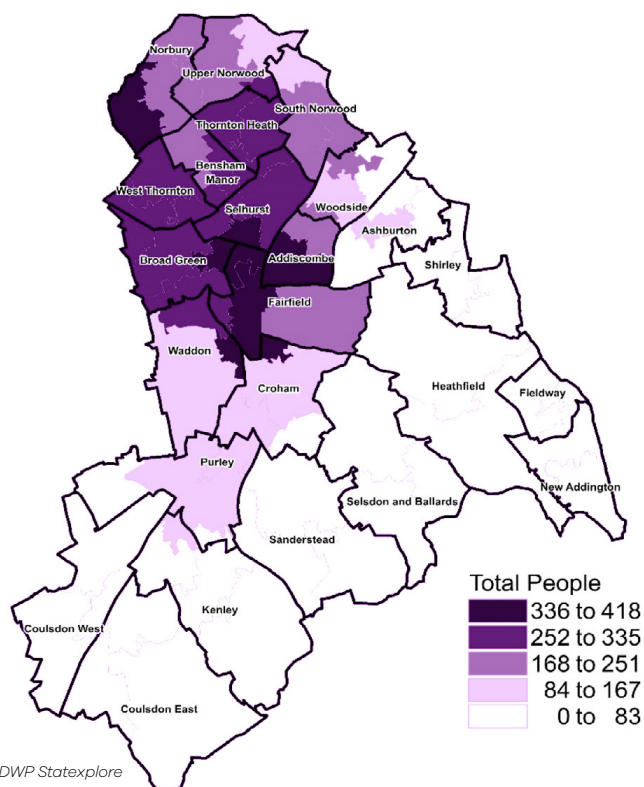 Norbury
Upper Norwood
South Norwood
Thornton Heath
Bensham
Manor
West Thornton
Selhurst
Woodside
Ashburton
Broad Green
Addiscombe
Shirley
Fairfield
Waddon
Croham
Heathfield
Fieldway
Purley
New Addington
Selsdon and Ballards
Sanderstead
Kenley
Coulsdon West
Coulsdon East
Total People
336 to 418
252 to 335
168 to 251
84 to 167
0 to 83
DWP Statexplore